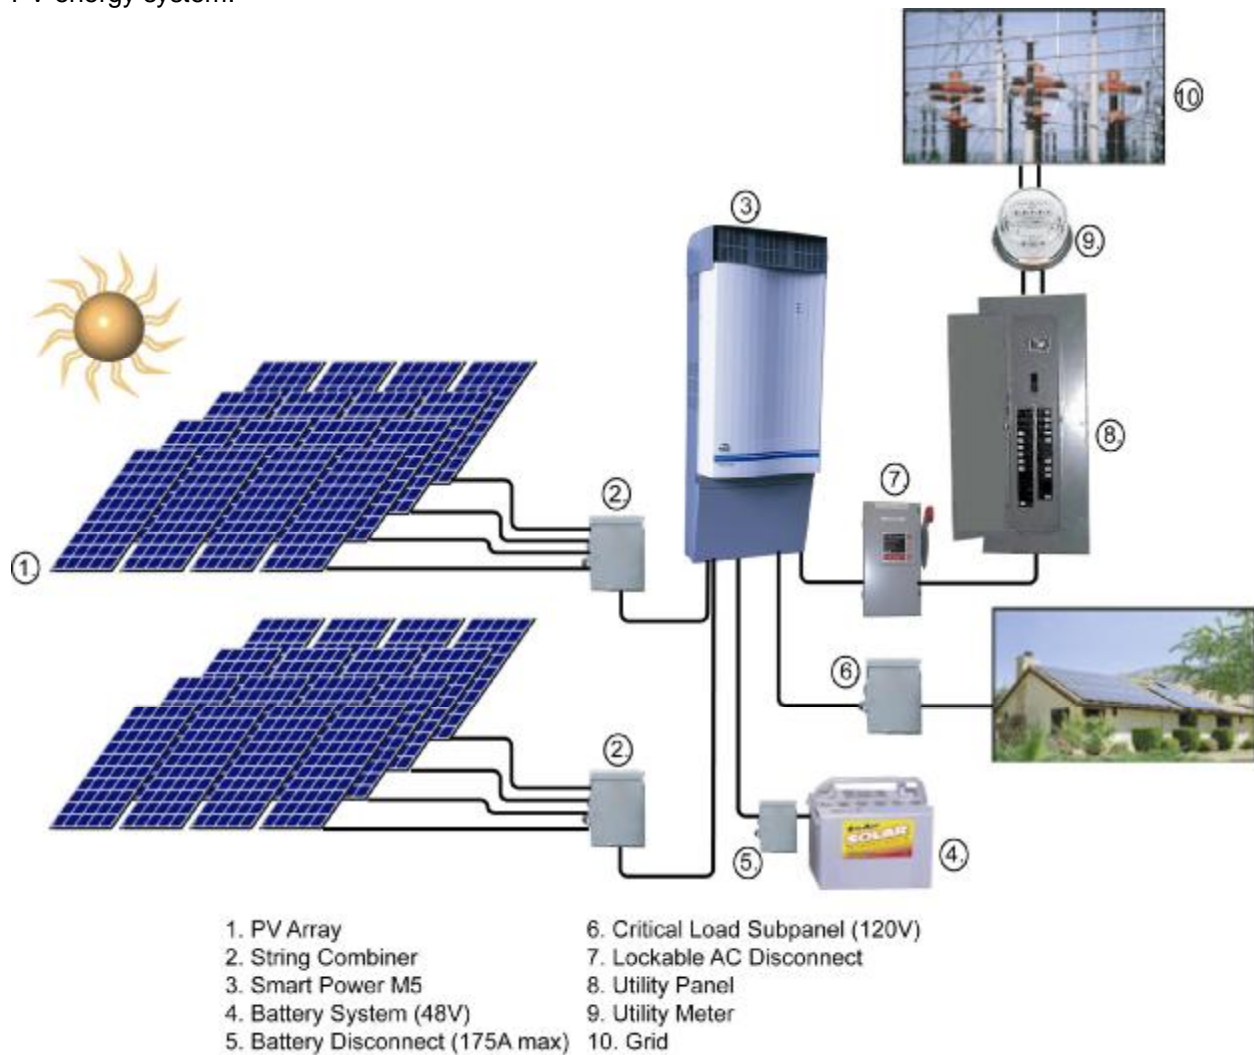 PV energy system.
10
3.
9.
8.
2.
7.
1.
6.
2.
SOLAR
5.
4.
1. PV Array
2. String Combiner
3. Smart Power M5
4. Battery System (48V)
5. Battery Disconnect (175A max)
6. Critical Load Subpanel (120V)
7. Lockable AC Disconnect
8. Utility Panel
9. Utility Meter
10. Grid